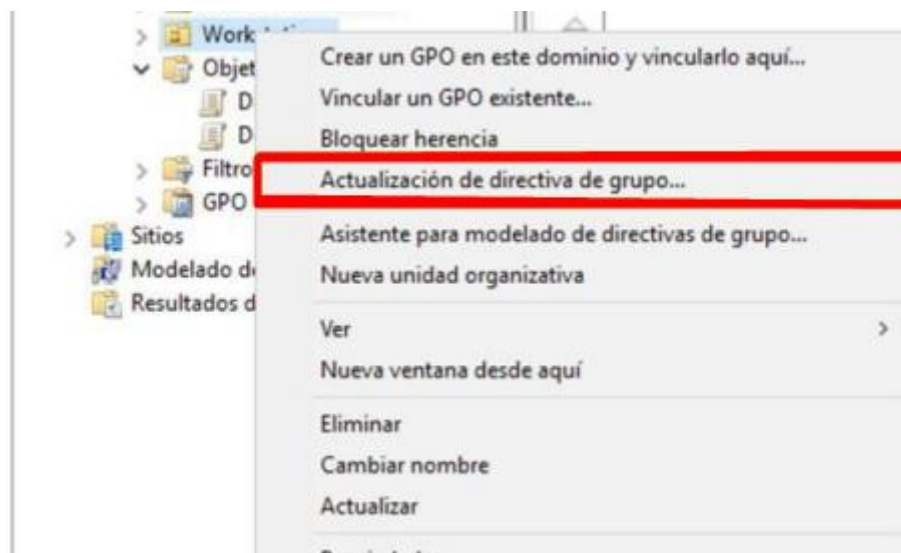 Work
Objet
D
D
Filtro
GPO
Sitios
Modelado de
Resultados d
Crear un GPO en este dominio y vincularlo aquí...
Vincular un GPO existente...
Bloquear herencia
Actualización de directiva de grupo...
Asistente para modelado de directivas de grupo...
Nueva unidad organizativa
Ver
Nueva ventana desde aquí
Eliminar
Cambiar nombre
Actualizar